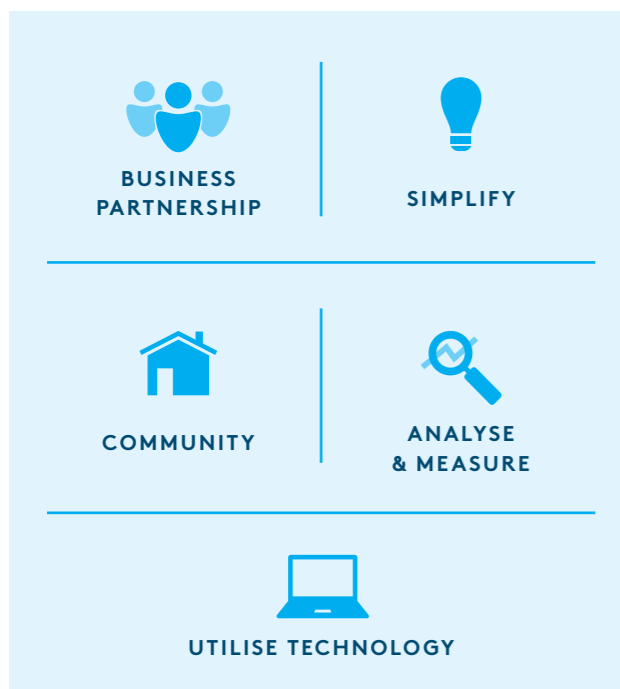 BUSINESS
PARTNERSHIP
SIMPLIFY
COMMUNITY
ANALYSE
& MEASURE
UTILISE TECHNOLOGY